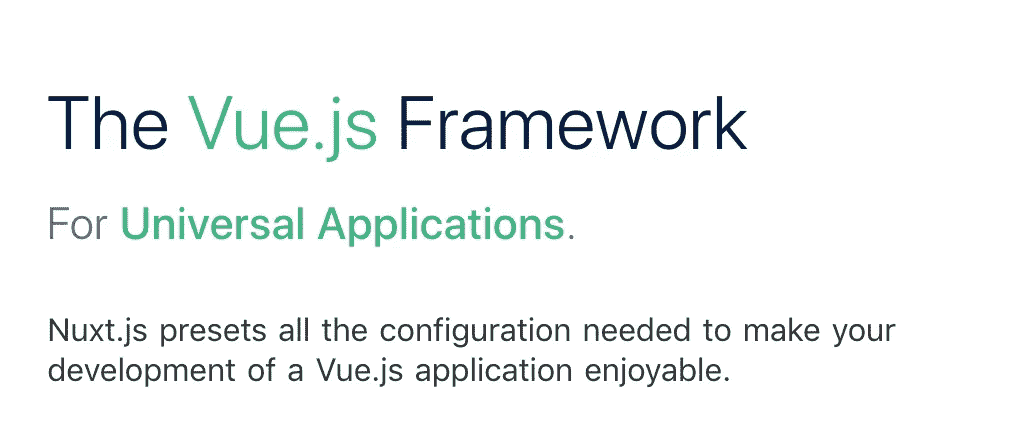 The Vue.js Framework
For Universal Applications.
Nuxt.js presets all the configuration needed to make your
development of a Vue.js application enjoyable.